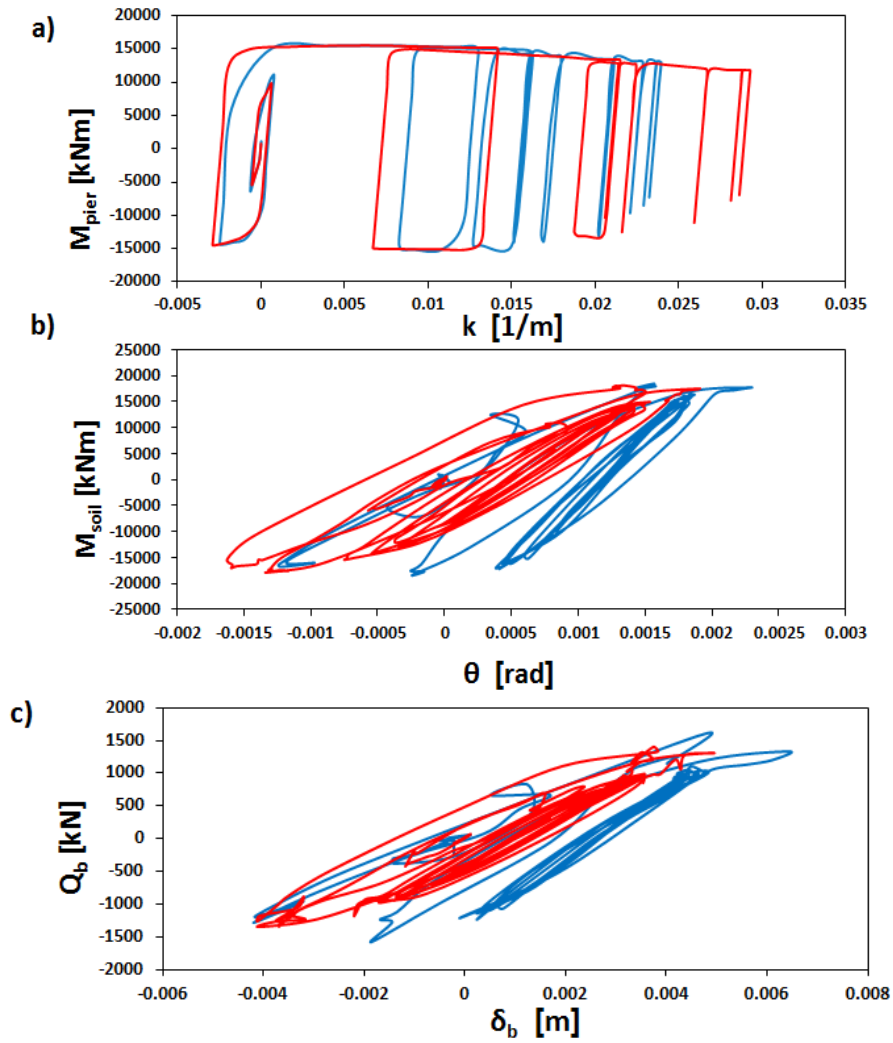 a)
M_pier [kNm]
20000
15000
10000
5000
0
-5000
-10000
-15000
-20000
-0.005 0 0.005 0.01 0.015 0.02 0.025 0.03 0.035
k [1/m]
b)
M_soil [kNm]
25000
20000
15000
10000
5000
0
-5000
-10000
-15000
-20000
-25000
-0.002 -0.0015 -0.001 -0.0005 0 0.0005 0.001 0.0015 0.002 0.0025 0.003
θ [rad]
c)
Q_b [kN]
2000
1500
1000
500
0
-500
-1000
-1500
-2000
-0.006 -0.004 -0.002 0 0.002 0.004 0.006 0.008
δ_b [m]